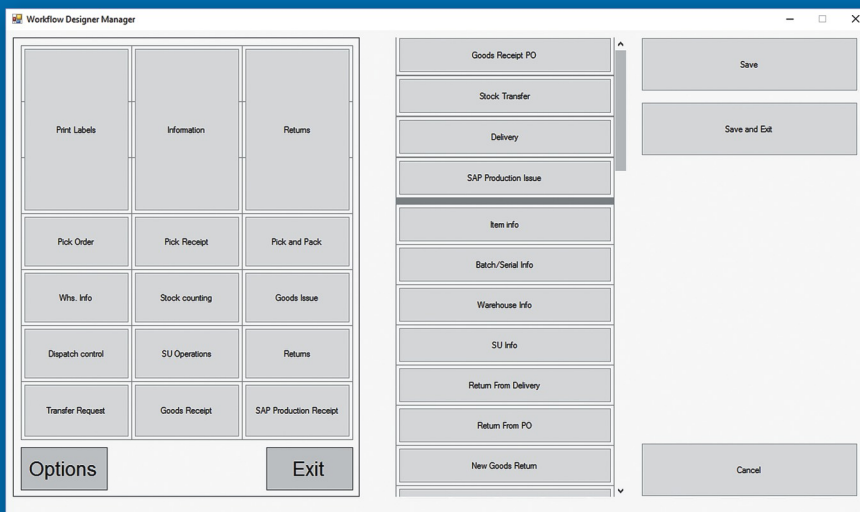 Workflow Designer Manager
Print Labels
Information
Returns
Pick Order
Pick Receipt
Pick and Pack
Whs. Info
Stock counting
Goods Issue
Dispatch control
SU Operations
Returns
Transfer Request
Goods Receipt
SAP Production Receipt
Options
Exit
Goods Receipt PO
Stock Transfer
Delivery
SAP Production Issue
Item info
Batch/Serial Info
Warehouse Info
SU Info
Return From Delivery
Return From PO
New Goods Return
Save
Save and Exit
Cancel